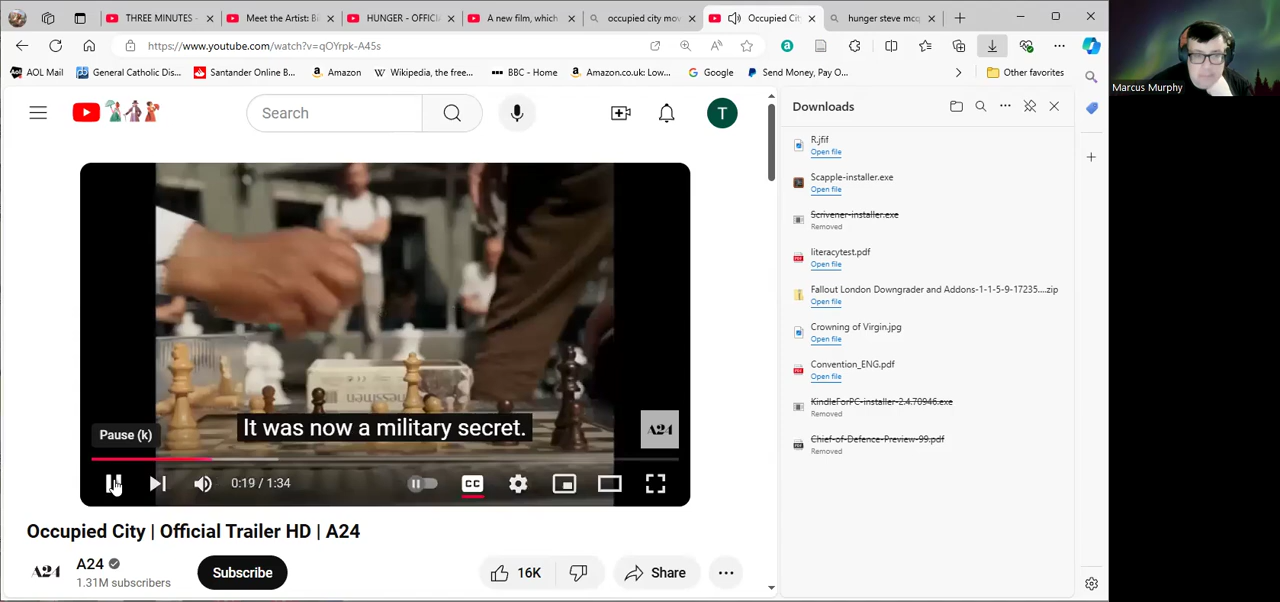 THREE MINUTES -
Meet the Artist: B
HUNGER - OFFICI
A new film, which
occupied city mov
Occupied Cit
hunger steve mcq
https://www.youtube.com/watch?v=qOYrpk-A45s
AOL Mail
General Catholic Dis...
Santander Online B...
Amazon
Wikipedia, the free...
BBC - Home
Amazon.co.uk: Low...
Google
Send Money, Pay O...
Other favorites
Marcus Murphy
Search
T
Downloads
R.jfif
Open file
Scapple-installer.exe
Open file
Scrivener-installer.exe
Removed
literacytest.pdf
Open file
Fallout London Downgrader and Addons-1-1-5-9-17235....zip
Open file
Crowning of Virgin.jpg
Open file
Convention_ENG.pdf
Open file
KindleForPC-installer-2.4.70946.exe
Removed
Chief-of-Defence-Preview-99.pdf
Removed
It was now a military secret.
A24
Pause (k)
0:19 / 1:34
CC
Occupied City | Official Trailer HD | A24
A24
A24
1.31M subscribers
Subscribe
16K
Share